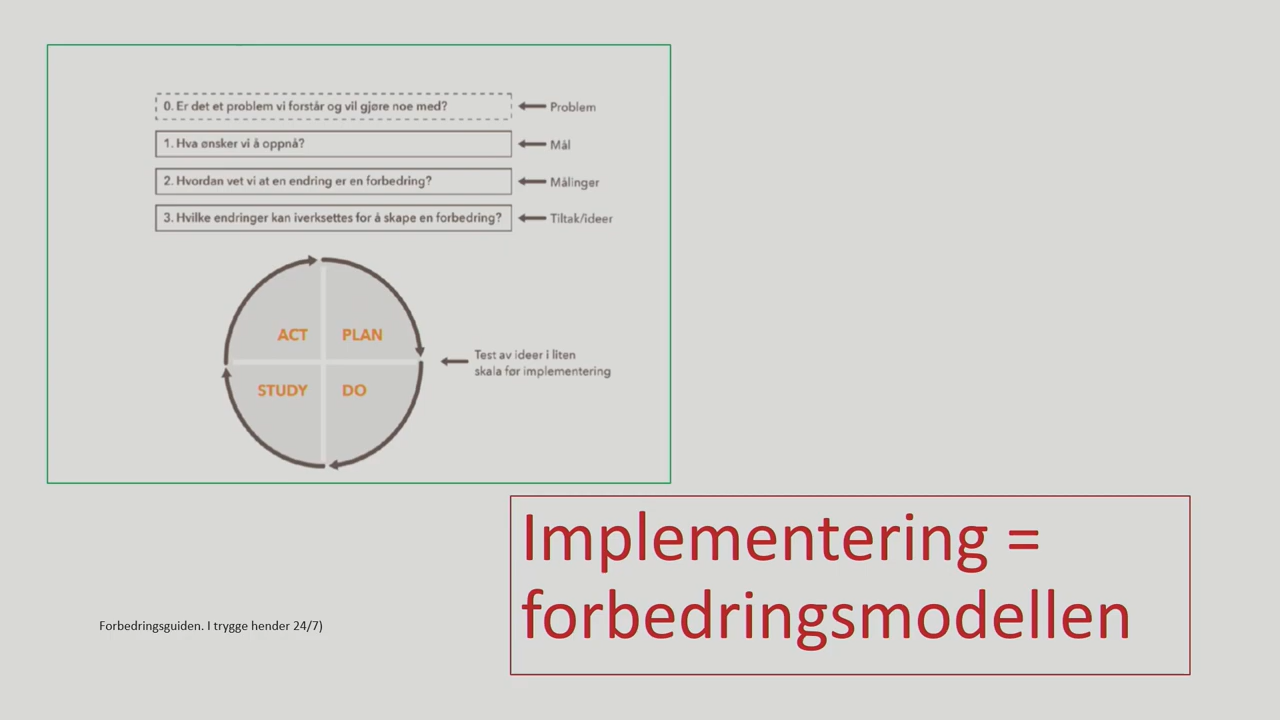 0. Er det et problem vi forstår og vil gjøre noe med?
Problem
1. Hva ønsker vi å oppnå?
Mål
2. Hvordan vet vi at en endring er en forbedring?
Målinger
3. Hvilke endringer kan iverksettes for å skape en forbedring?
Tiltak/ideer
ACT
PLAN
STUDY
DO
Test av ideer i liten
skala før implementering
Implementering =
forbedringsmodellen
Forbedringsguiden. I trygge hender 24/7)